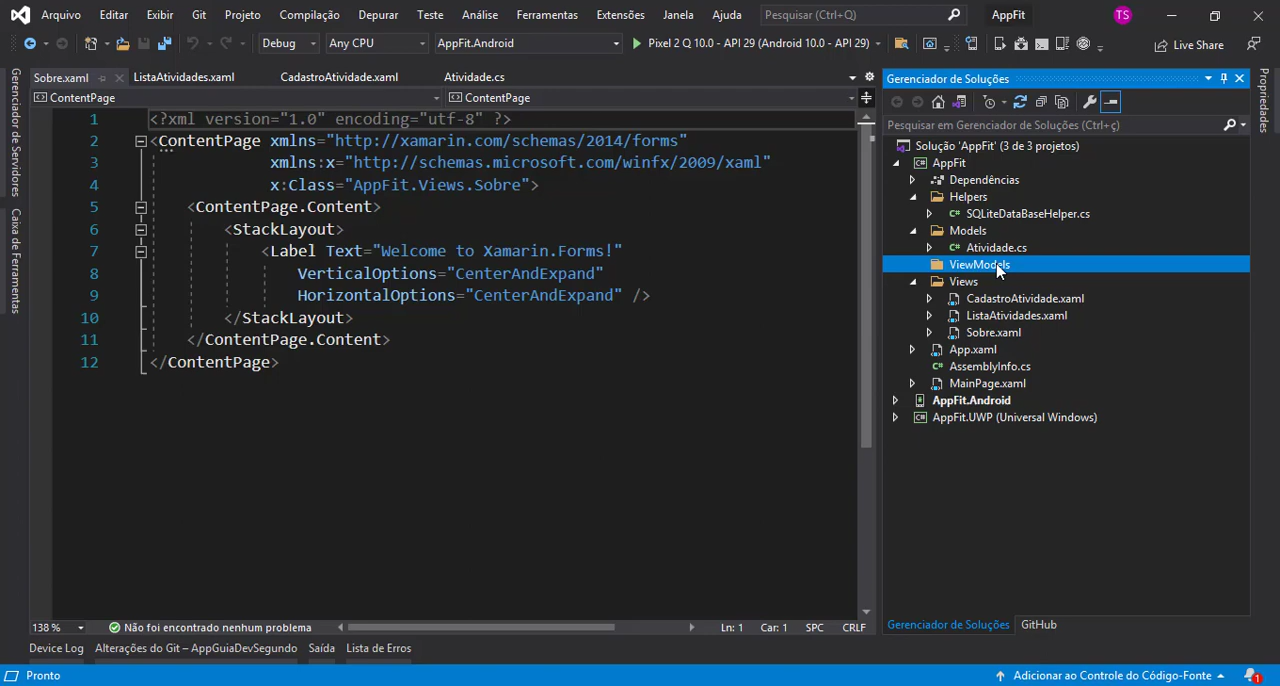 Arquivo Editar Exibir Git Projeto Compilação Depurar Teste Análise Ferramentas Extensões Janela Ajuda Pesquisar (Ctrl+Q) AppFit TS
Debug Any CPU AppFit.Android Pixel 2 Q 10.0 - API 29 (Android 10.0 - API 29) Live Share
Gerenciador de Servidores
Caixa de Ferramentas
Sobre.xaml ListaAtividades.xaml CadastroAtividade.xaml Atividade.cs
ContentPage ContentPage
1 <?xml version="1.0" encoding="utf-8" ?>
2 <ContentPage xmlns="http://xamarin.com/schemas/2014/forms"
3 xmlns:x="http://schemas.microsoft.com/winfx/2009/xaml"
4 x:Class="AppFit.Views.Sobre">
5 <ContentPage.Content>
6 <StackLayout>
7 <Label Text="Welcome to Xamarin.Forms!"
8 VerticalOptions="CenterAndExpand"
9 HorizontalOptions="CenterAndExpand" />
10 </StackLayout>
11 </ContentPage.Content>
12 </ContentPage>
138 % Não foi encontrado nenhum problema Ln: 1 Car: 1 SPC CRLF
Gerenciador de Soluções
Pesquisar em Gerenciador de Soluções (Ctrl+ç)
Solução 'AppFit' (3 de 3 projetos)
C# AppFit
Dependências
Helpers
C# SQLiteDataBaseHelper.cs
Models
C# Atividade.cs
ViewModels
Views
CadastroAtividade.xaml
ListaAtividades.xaml
Sobre.xaml
App.xaml
C# AssemblyInfo.cs
MainPage.xaml
AppFit.Android
C# AppFit.UWP (Universal Windows)
Gerenciador de Soluções GitHub
Propriedades
Device Log Alterações do Git – AppGuiaDevSegundo Saída Lista de Erros
Pronto Adicionar ao Controle do Código-Fonte 1